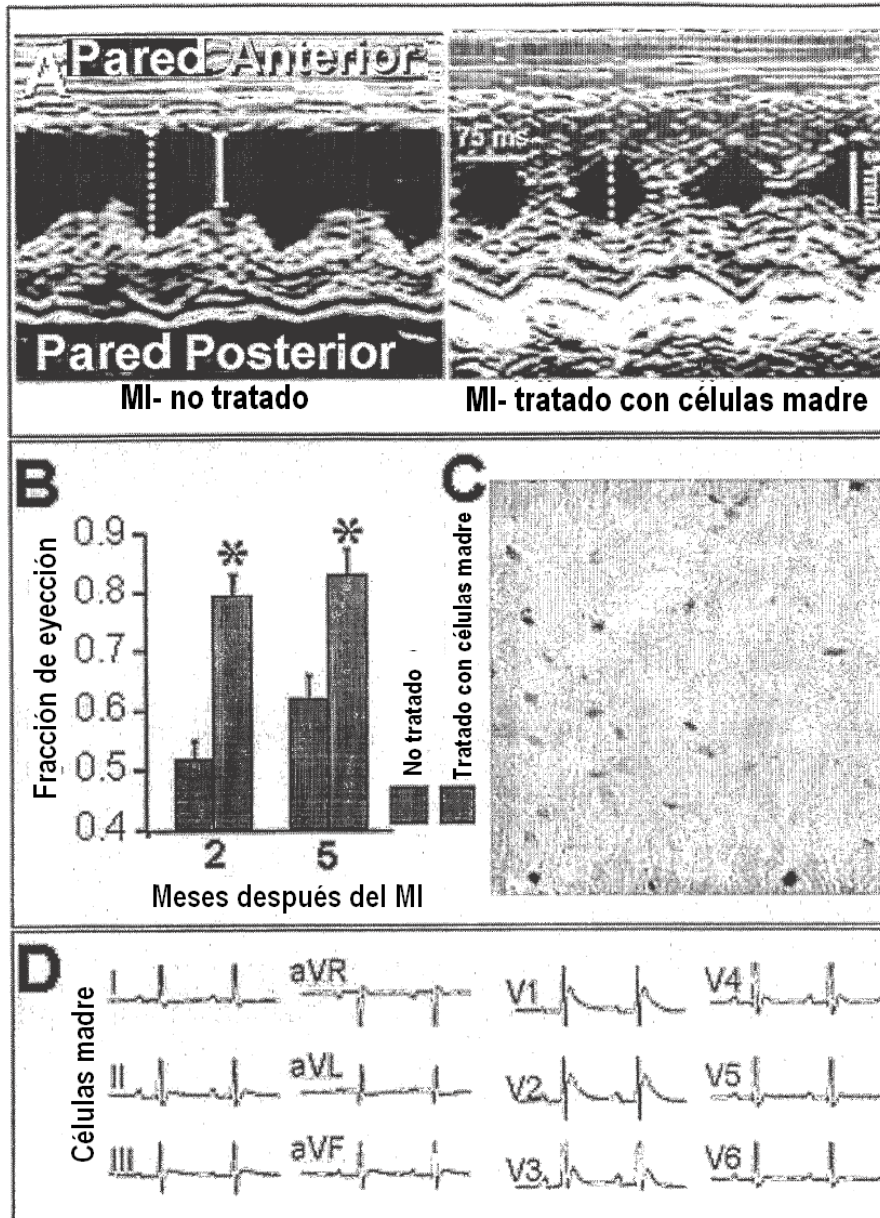 A Pared Anterior
75 ms
Pared Posterior
MI- no tratado
MI- tratado con células madre
B
Fracción de eyección
0.9
0.8
0.7
0.6
0.5
0.4
*
*
2
5
Meses después del MI
No tratado
Tratado con células madre
C
D
Células madre
I
aVR
V1
V4
II
aVL
V2
V5
III
aVF
V3
V6